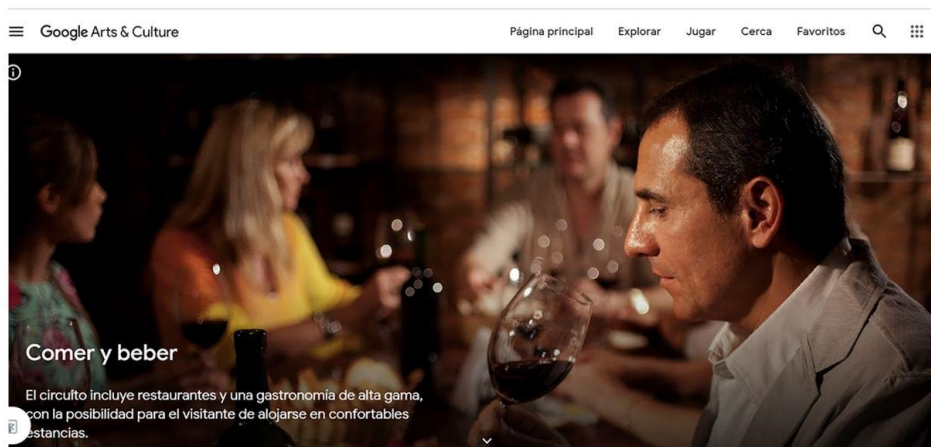 Google Arts & Culture
Página principal Explorar Jugar Cerca Favoritos
Comer y beber
El circuito incluye restaurantes y una gastronomía de alta gama,
con la posibilidad para el visitante de alojarse en confortables
estancias.